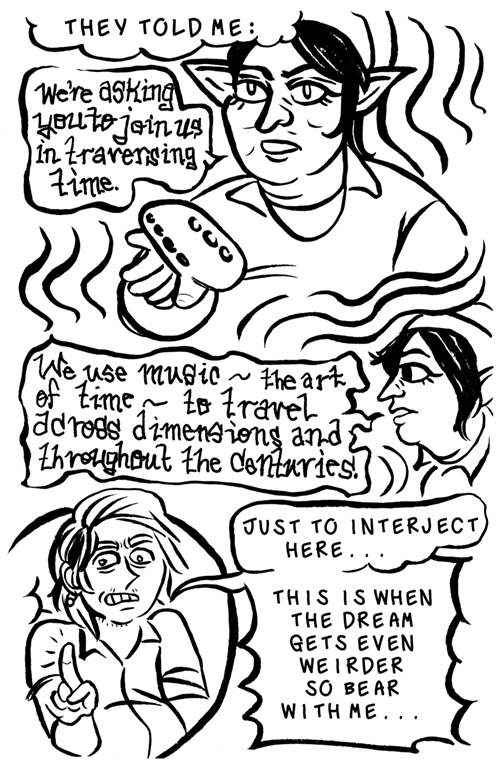 THEY TOLD ME:
We're asking
you to join us
in traversing
time.
We use music ~ the art
of time ~ to travel
across dimensions and
throughout the centuries.
JUST TO INTERJECT
HERE...
THIS IS WHEN
THE DREAM
GETS EVEN
WEIRDER
SO BEAR
WITH ME...